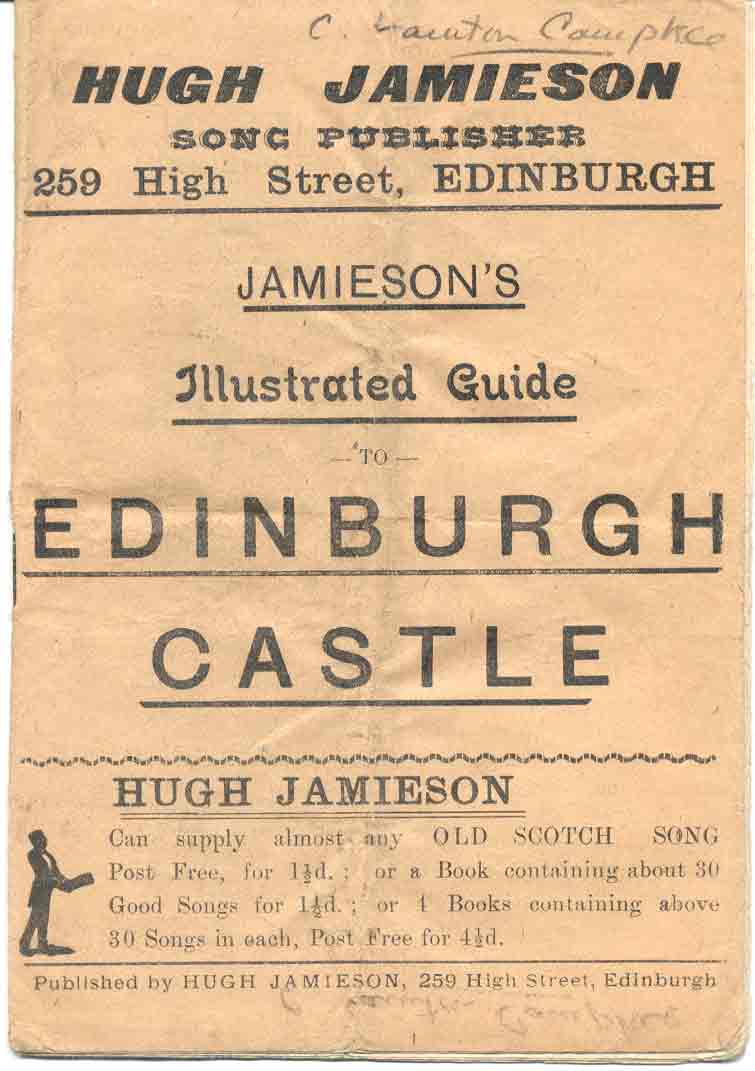 C.
HUGH JAMIESON
SONG PUBLISHER
259 High Street, EDINBURGH
JAMIESON'S
Illustrated Guide
— TO —
EDINBURGH
CASTLE
HUGH JAMIESON
Can supply almost any OLD SCOTCH SONG
Post Free, for 1½d. ; or a Book containing about 30
Good Songs for 1½d. ; or 4 Books containing above
30 Songs in each, Post Free for 4½d.
Published by HUGH JAMIESON, 259 High Street, Edinburgh